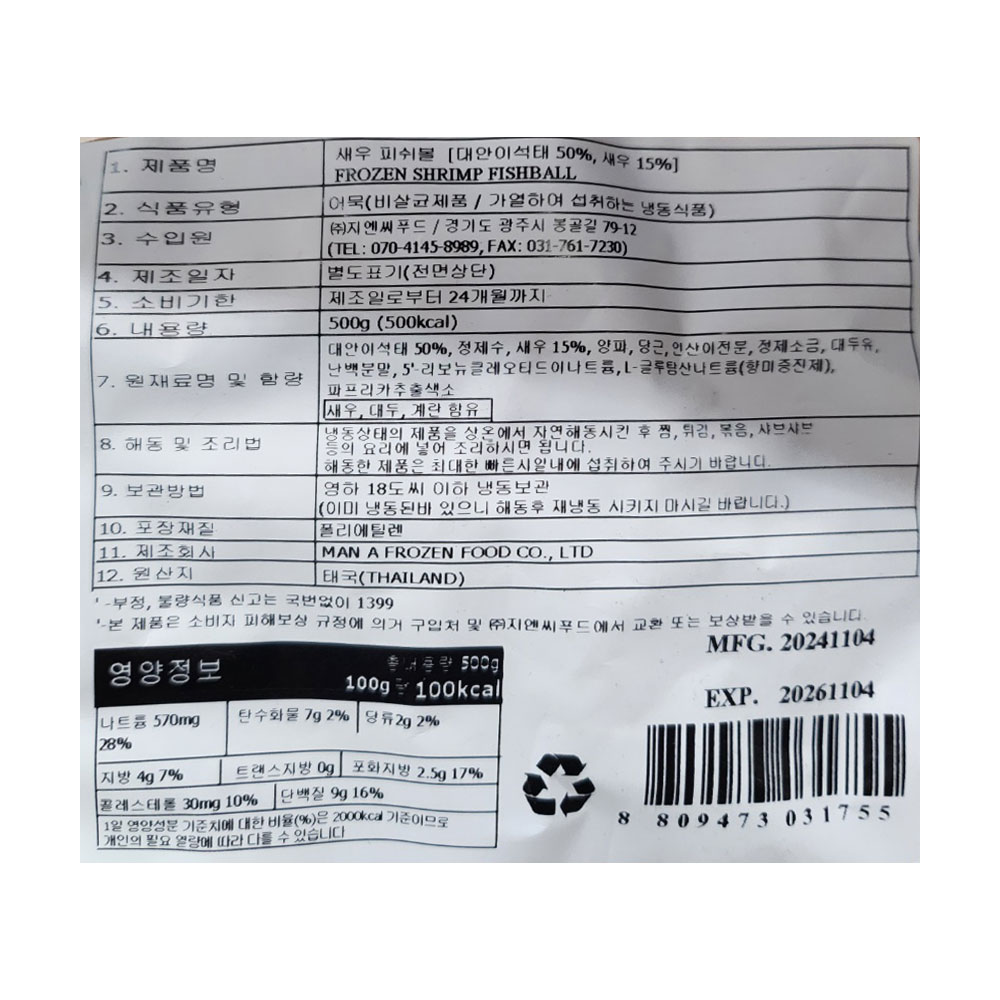 1. 제품명 새우 피쉬볼 [대안이석태 50%, 새우 15%]
FROZEN SHRIMP FISHBALL
2. 식품유형 어묵(비살균제품 / 가열하여 섭취하는 냉동식품)
3. 수입원 ㈜지엔씨푸드 / 경기도 광주시 봉골길 79-12
(TEL: 070-4145-8989, FAX: 031-761-7230)
4. 제조일자 별도표기(전면상단)
5. 소비기한 제조일로부터 24개월까지
6. 내용량 500g (500kcal)
7. 원재료명 및 함량 대안이석태 50%, 정제수, 새우 15%, 양파, 당근,인산이전분, 정제소금, 대두유,
난백분말, 5'-리보뉴클레오티드이나트륨, L-글루탐산나트륨(향미증진제),
파프리카추출색소
새우, 대두, 계란 함유
8. 해동 및 조리법 냉동상태의 제품을 상온에서 자연해동시킨 후 찜, 튀김, 볶음, 샤브샤브
등의 요리에 넣어 조리하시면 됩니다.
해동한 제품은 최대한 빠른시일내에 섭취하여 주시기 바랍니다.
9. 보관방법 영하 18도씨 이하 냉동보관
(이미 냉동된바 있으니 해동후 재냉동 시키지 마시길 바랍니다.)
10. 포장재질 폴리에틸렌
11. 제조회사 MAN A FROZEN FOOD CO., LTD
12. 원산지 태국(THAILAND)
'-부정, 불량식품 신고는 국번없이 1399
'-본 제품은 소비자 피해보상 규정에 의거 구입처 및 ㈜지엔씨푸드에서 교환 또는 보상받을 수 있습니다.
MFG. 20241104
EXP. 20261104
영양정보 총내용량 500g
100g당 100kcal
나트륨 570mg 28% 탄수화물 7g 2% 당류2g 2%
지방 4g 7% 트랜스지방 0g 포화지방 2.5g 17%
콜레스테롤 30mg 10% 단백질 9g 16%
1일 영양성분 기준치에 대한 비율(%)은 2000kcal 기준이므로
개인의 필요 열량에 따라 다를 수 있습니다
8 809473 031755